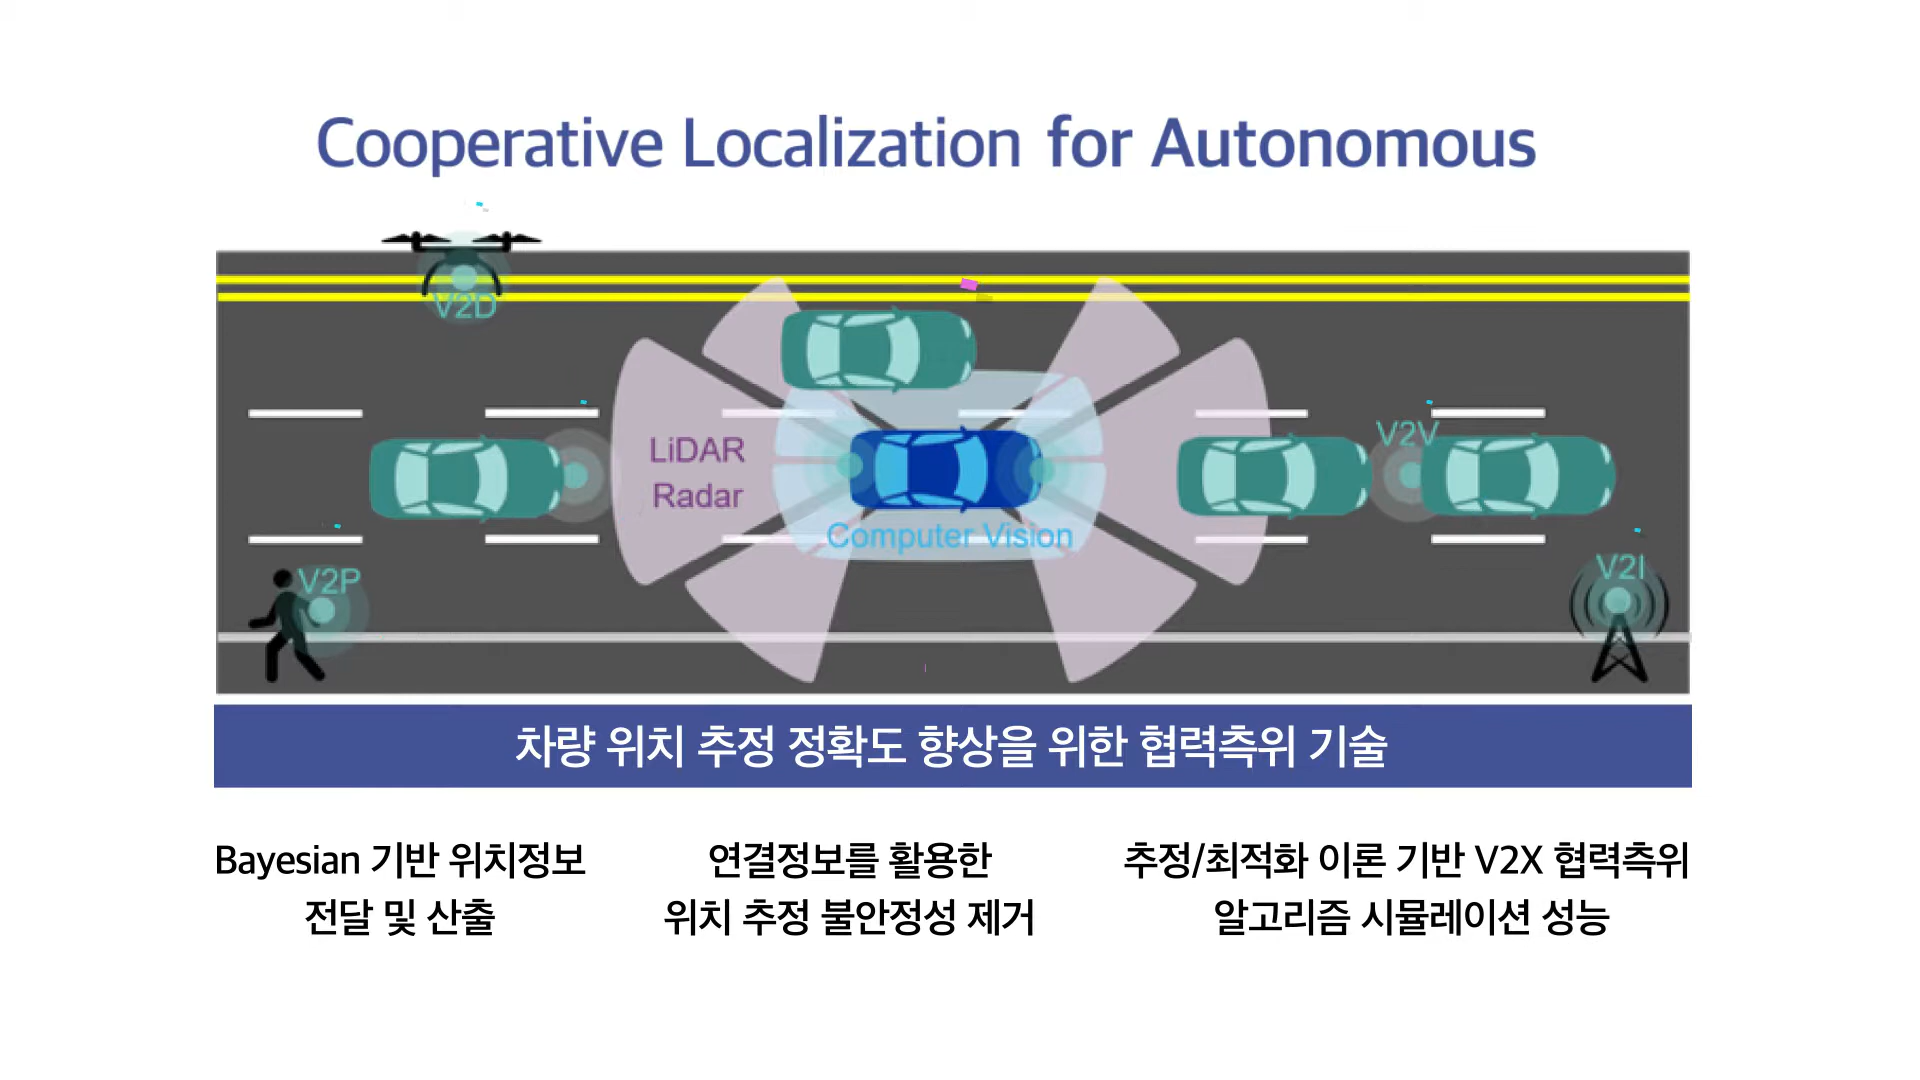 Cooperative Localization for Autonomous
V2D
V2V
LiDAR
Radar
Computer Vision
V2P
V2I
차량 위치 추정 정확도 향상을 위한 협력측위 기술
Bayesian 기반 위치정보
전달 및 산출
연결정보를 활용한
위치 추정 불안정성 제거
추정/최적화 이론 기반 V2X 협력측위
알고리즘 시뮬레이션 성능